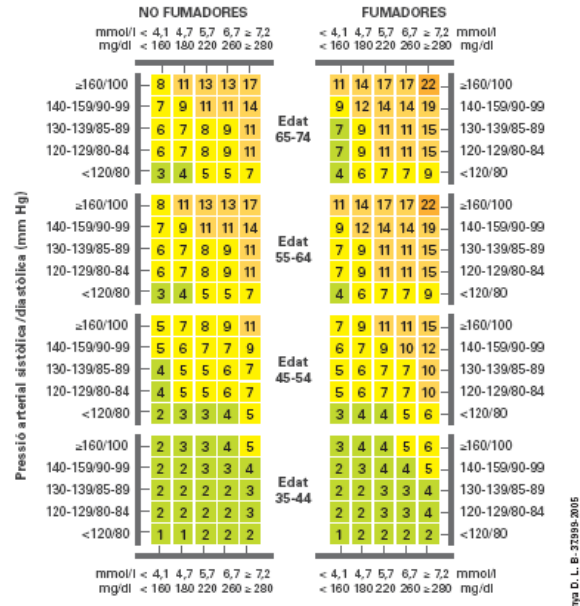 NO FUMADORES FUMADORES
mmol/l < 4,1 4,7 5,7 6,7 ≥ 7,2 < 4,1 4,7 5,7 6,7 ≥ 7,2 mmol/l
mg/dl < 160 180 220 260 ≥ 280 < 160 180 220 260 ≥ 280 mg/dl
≥160/100 8 11 13 13 17 11 14 17 17 22 ≥160/100
140-159/90-99 7 9 11 11 14 9 12 14 14 19 140-159/90-99
Edat
130-139/85-89 6 7 8 9 11 7 9 11 11 15 130-139/85-89
65-74
120-129/80-84 6 7 8 9 11 7 9 11 11 15 120-129/80-84
<120/80 3 4 5 5 7 4 6 7 7 9 <120/80
≥160/100 8 11 13 13 17 11 14 17 17 22 ≥160/100
140-159/90-99 7 9 11 11 14 9 12 14 14 19 140-159/90-99
Edat
130-139/85-89 6 7 8 9 11 7 9 11 11 15 130-139/85-89
55-64
120-129/80-84 6 7 8 9 11 7 9 11 11 15 120-129/80-84
<120/80 3 4 5 5 7 4 6 7 7 9 <120/80
≥160/100 5 7 8 9 11 7 9 11 11 15 ≥160/100
140-159/90-99 5 6 7 7 9 6 7 9 10 12 140-159/90-99
Edat
130-139/85-89 4 5 5 6 7 5 6 7 7 10 130-139/85-89
45-54
120-129/80-84 4 5 5 6 7 5 6 7 7 10 120-129/80-84
<120/80 2 3 3 4 5 3 4 4 5 6 <120/80
≥160/100 2 3 3 4 5 3 4 4 5 6 ≥160/100
140-159/90-99 2 2 3 3 4 2 3 4 4 5 140-159/90-99
Edat
130-139/85-89 2 2 2 2 3 2 2 3 3 4 130-139/85-89
35-44
120-129/80-84 2 2 2 2 3 2 2 3 3 4 120-129/80-84
<120/80 1 1 2 2 2 2 2 2 2 2 <120/80
mmol/l < 4,1 4,7 5,7 6,7 ≥ 7,2 < 4,1 4,7 5,7 6,7 ≥ 7,2 mmol/l
mg/dl < 160 180 220 260 ≥ 280 < 160 180 220 260 ≥ 280 mg/dl
Pressió arterial sistòlica/diastòlica (mm Hg)
D. L. B- 37.999-2005